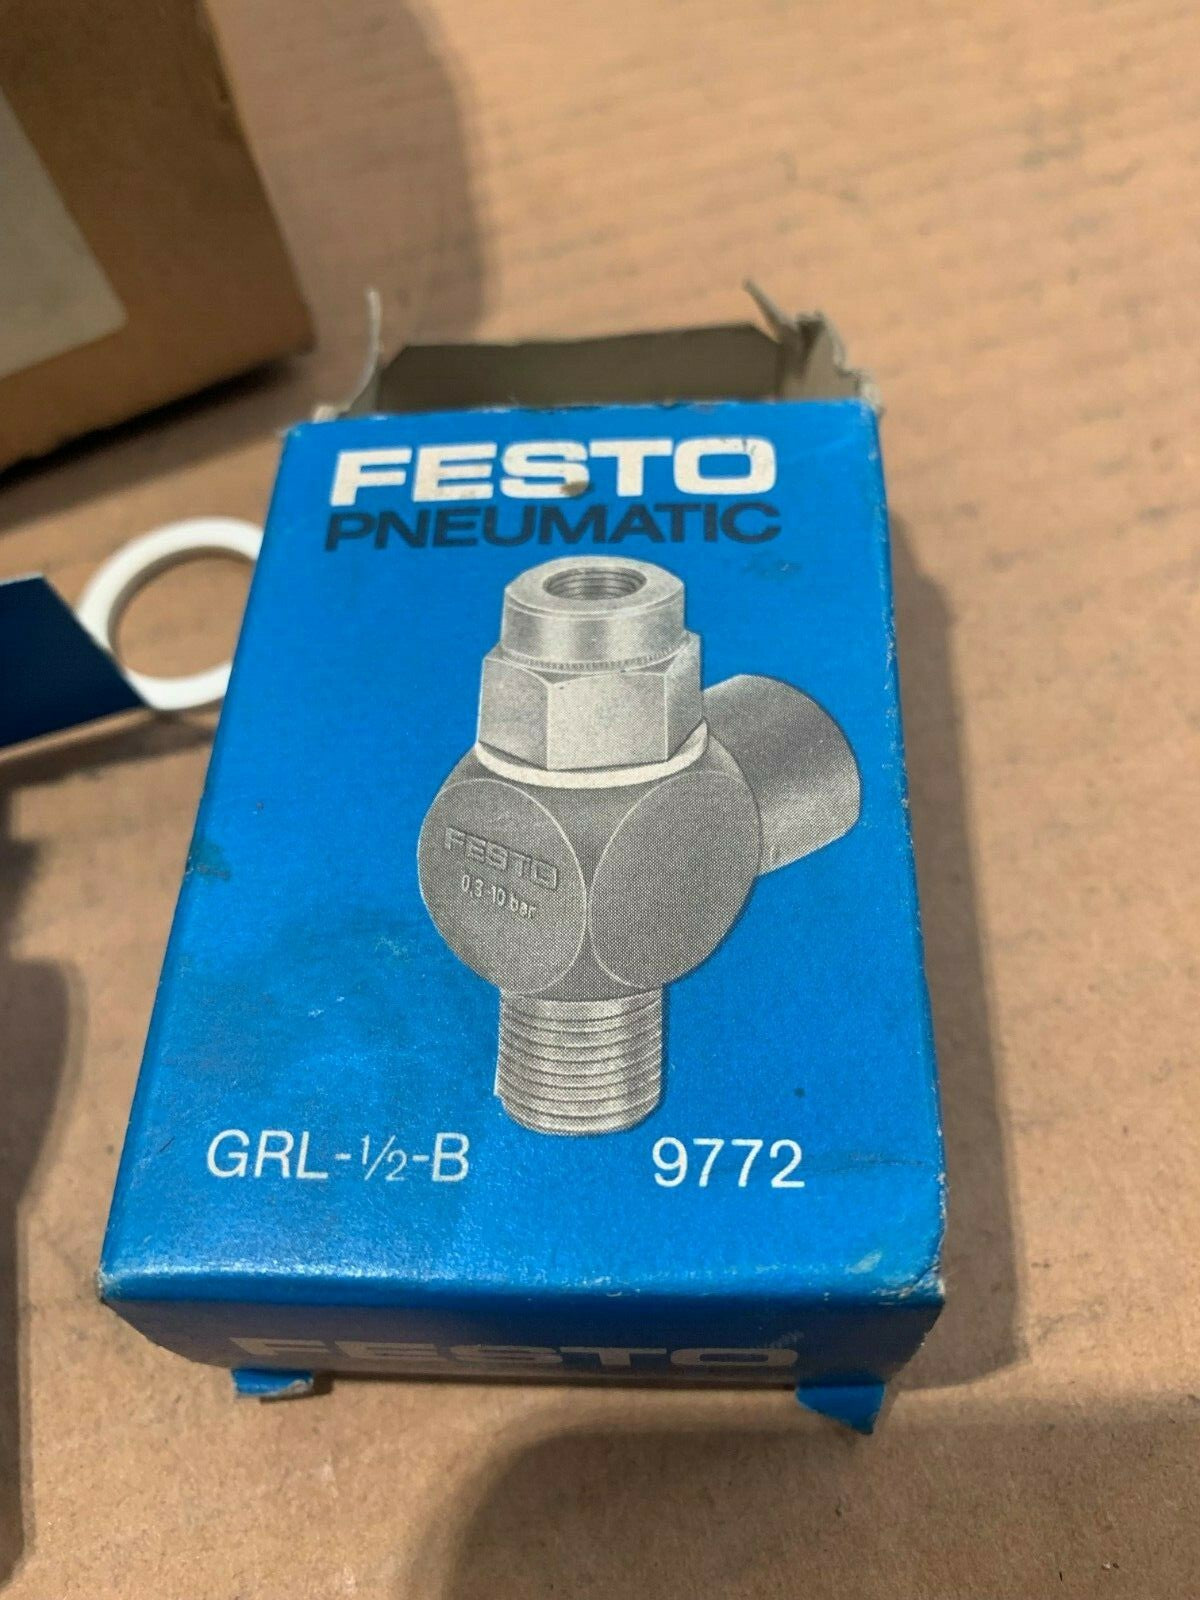 FESTO
PNEUMATIC
FESTO
0,3-10 bar
GRL-1/2-B 9772
FESTO